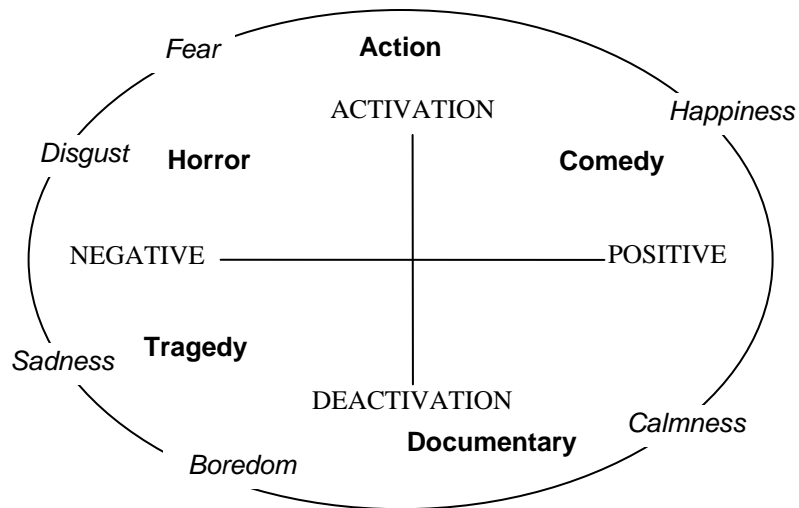 Fear
Action
ACTIVATION
Happiness
Disgust
Horror
Comedy
NEGATIVE
POSITIVE
Sadness
Tragedy
DEACTIVATION
Calmness
Documentary
Boredom